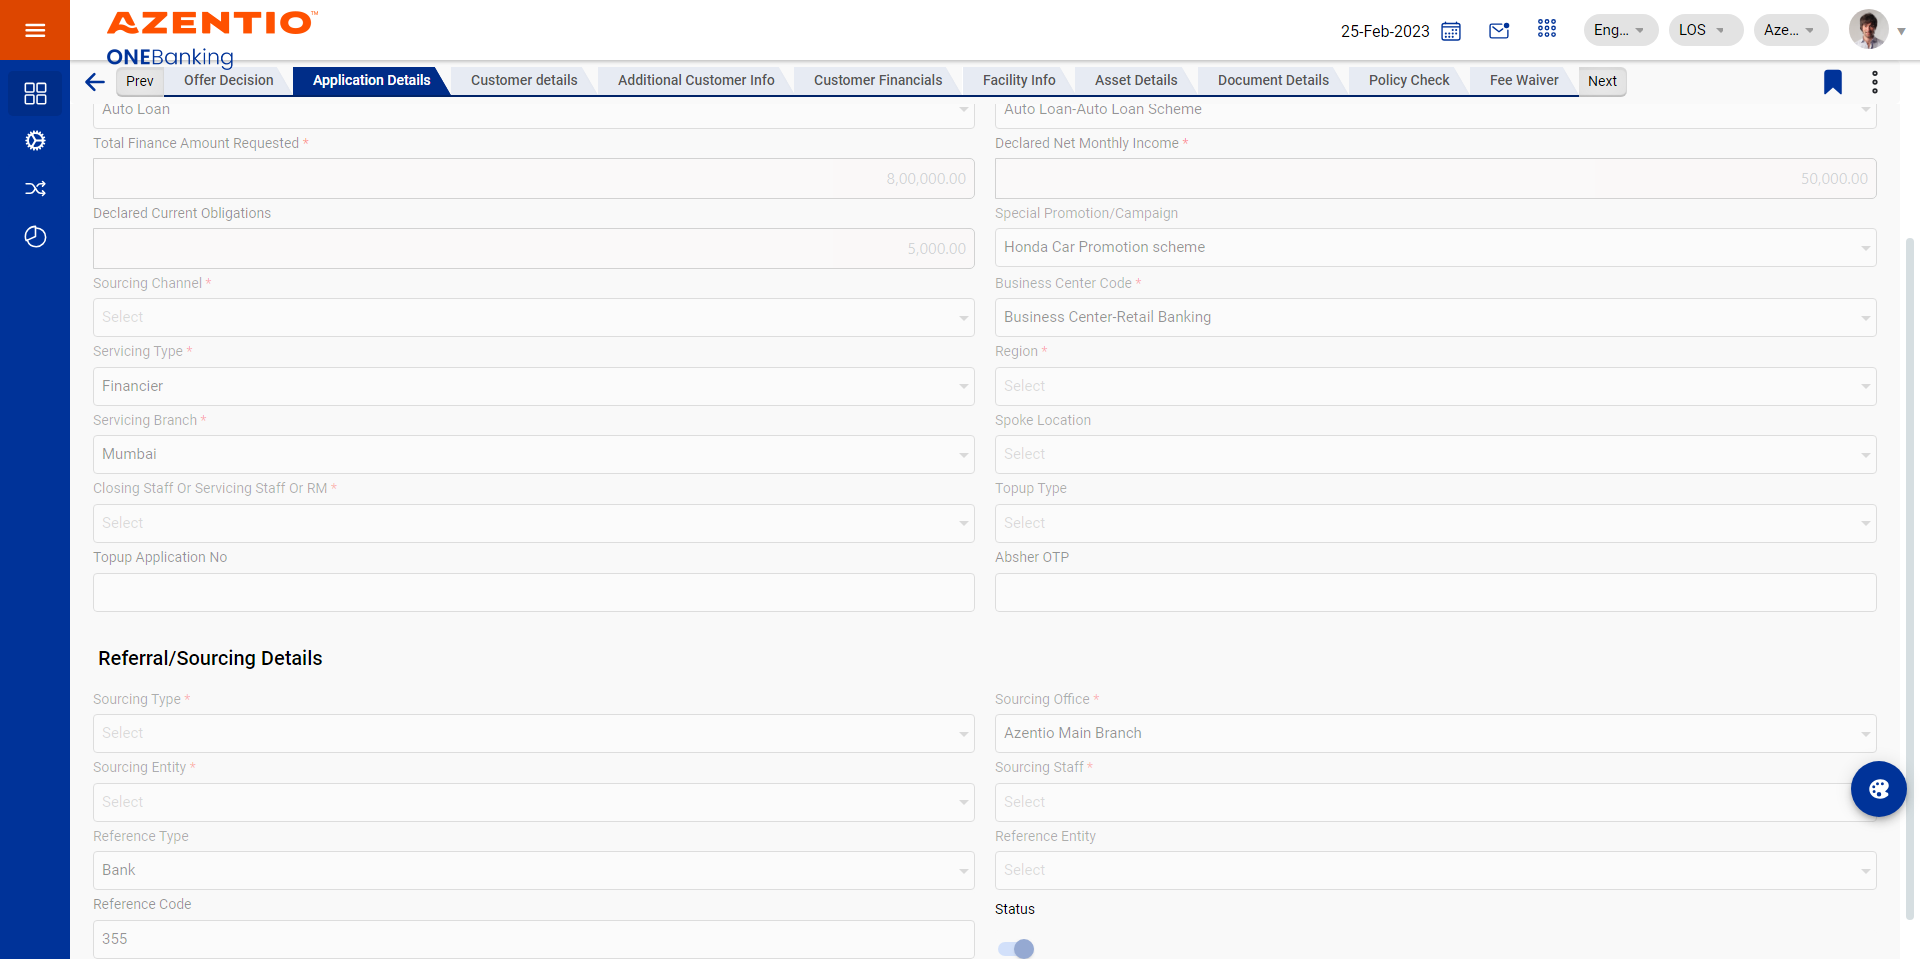 AZENTIO™
ONEBanking
25-Feb-2023
Eng...
LOS
Aze...
Prev
Offer Decision
Application Details
Customer details
Additional Customer Info
Customer Financials
Facility Info
Asset Details
Document Details
Policy Check
Fee Waiver
Next
Auto Loan
Auto Loan-Auto Loan Scheme
Total Finance Amount Requested *
Declared Net Monthly Income *
8,00,000.00
50,000.00
Declared Current Obligations
Special Promotion/Campaign
5,000.00
Honda Car Promotion scheme
Sourcing Channel *
Business Center Code *
Select
Business Center-Retail Banking
Servicing Type *
Region *
Financier
Select
Servicing Branch *
Spoke Location
Mumbai
Select
Closing Staff Or Servicing Staff Or RM *
Topup Type
Select
Select
Topup Application No
Absher OTP
Referral/Sourcing Details
Sourcing Type *
Sourcing Office *
Select
Azentio Main Branch
Sourcing Entity *
Sourcing Staff *
Select
Select
Reference Type
Reference Entity
Bank
Select
Reference Code
Status
355